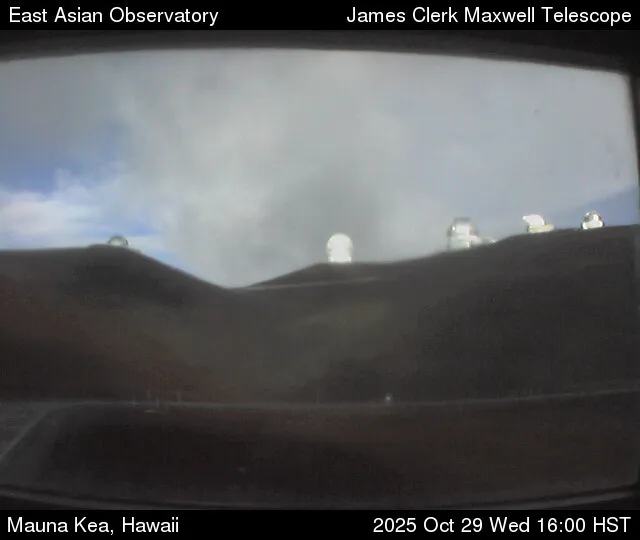 East Asian Observatory
James Clerk Maxwell Telescope
Mauna Kea, Hawaii
2025 Oct 29 Wed 16:00 HST